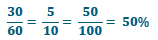 30/60 = 5/10 = 50/100 = 50%